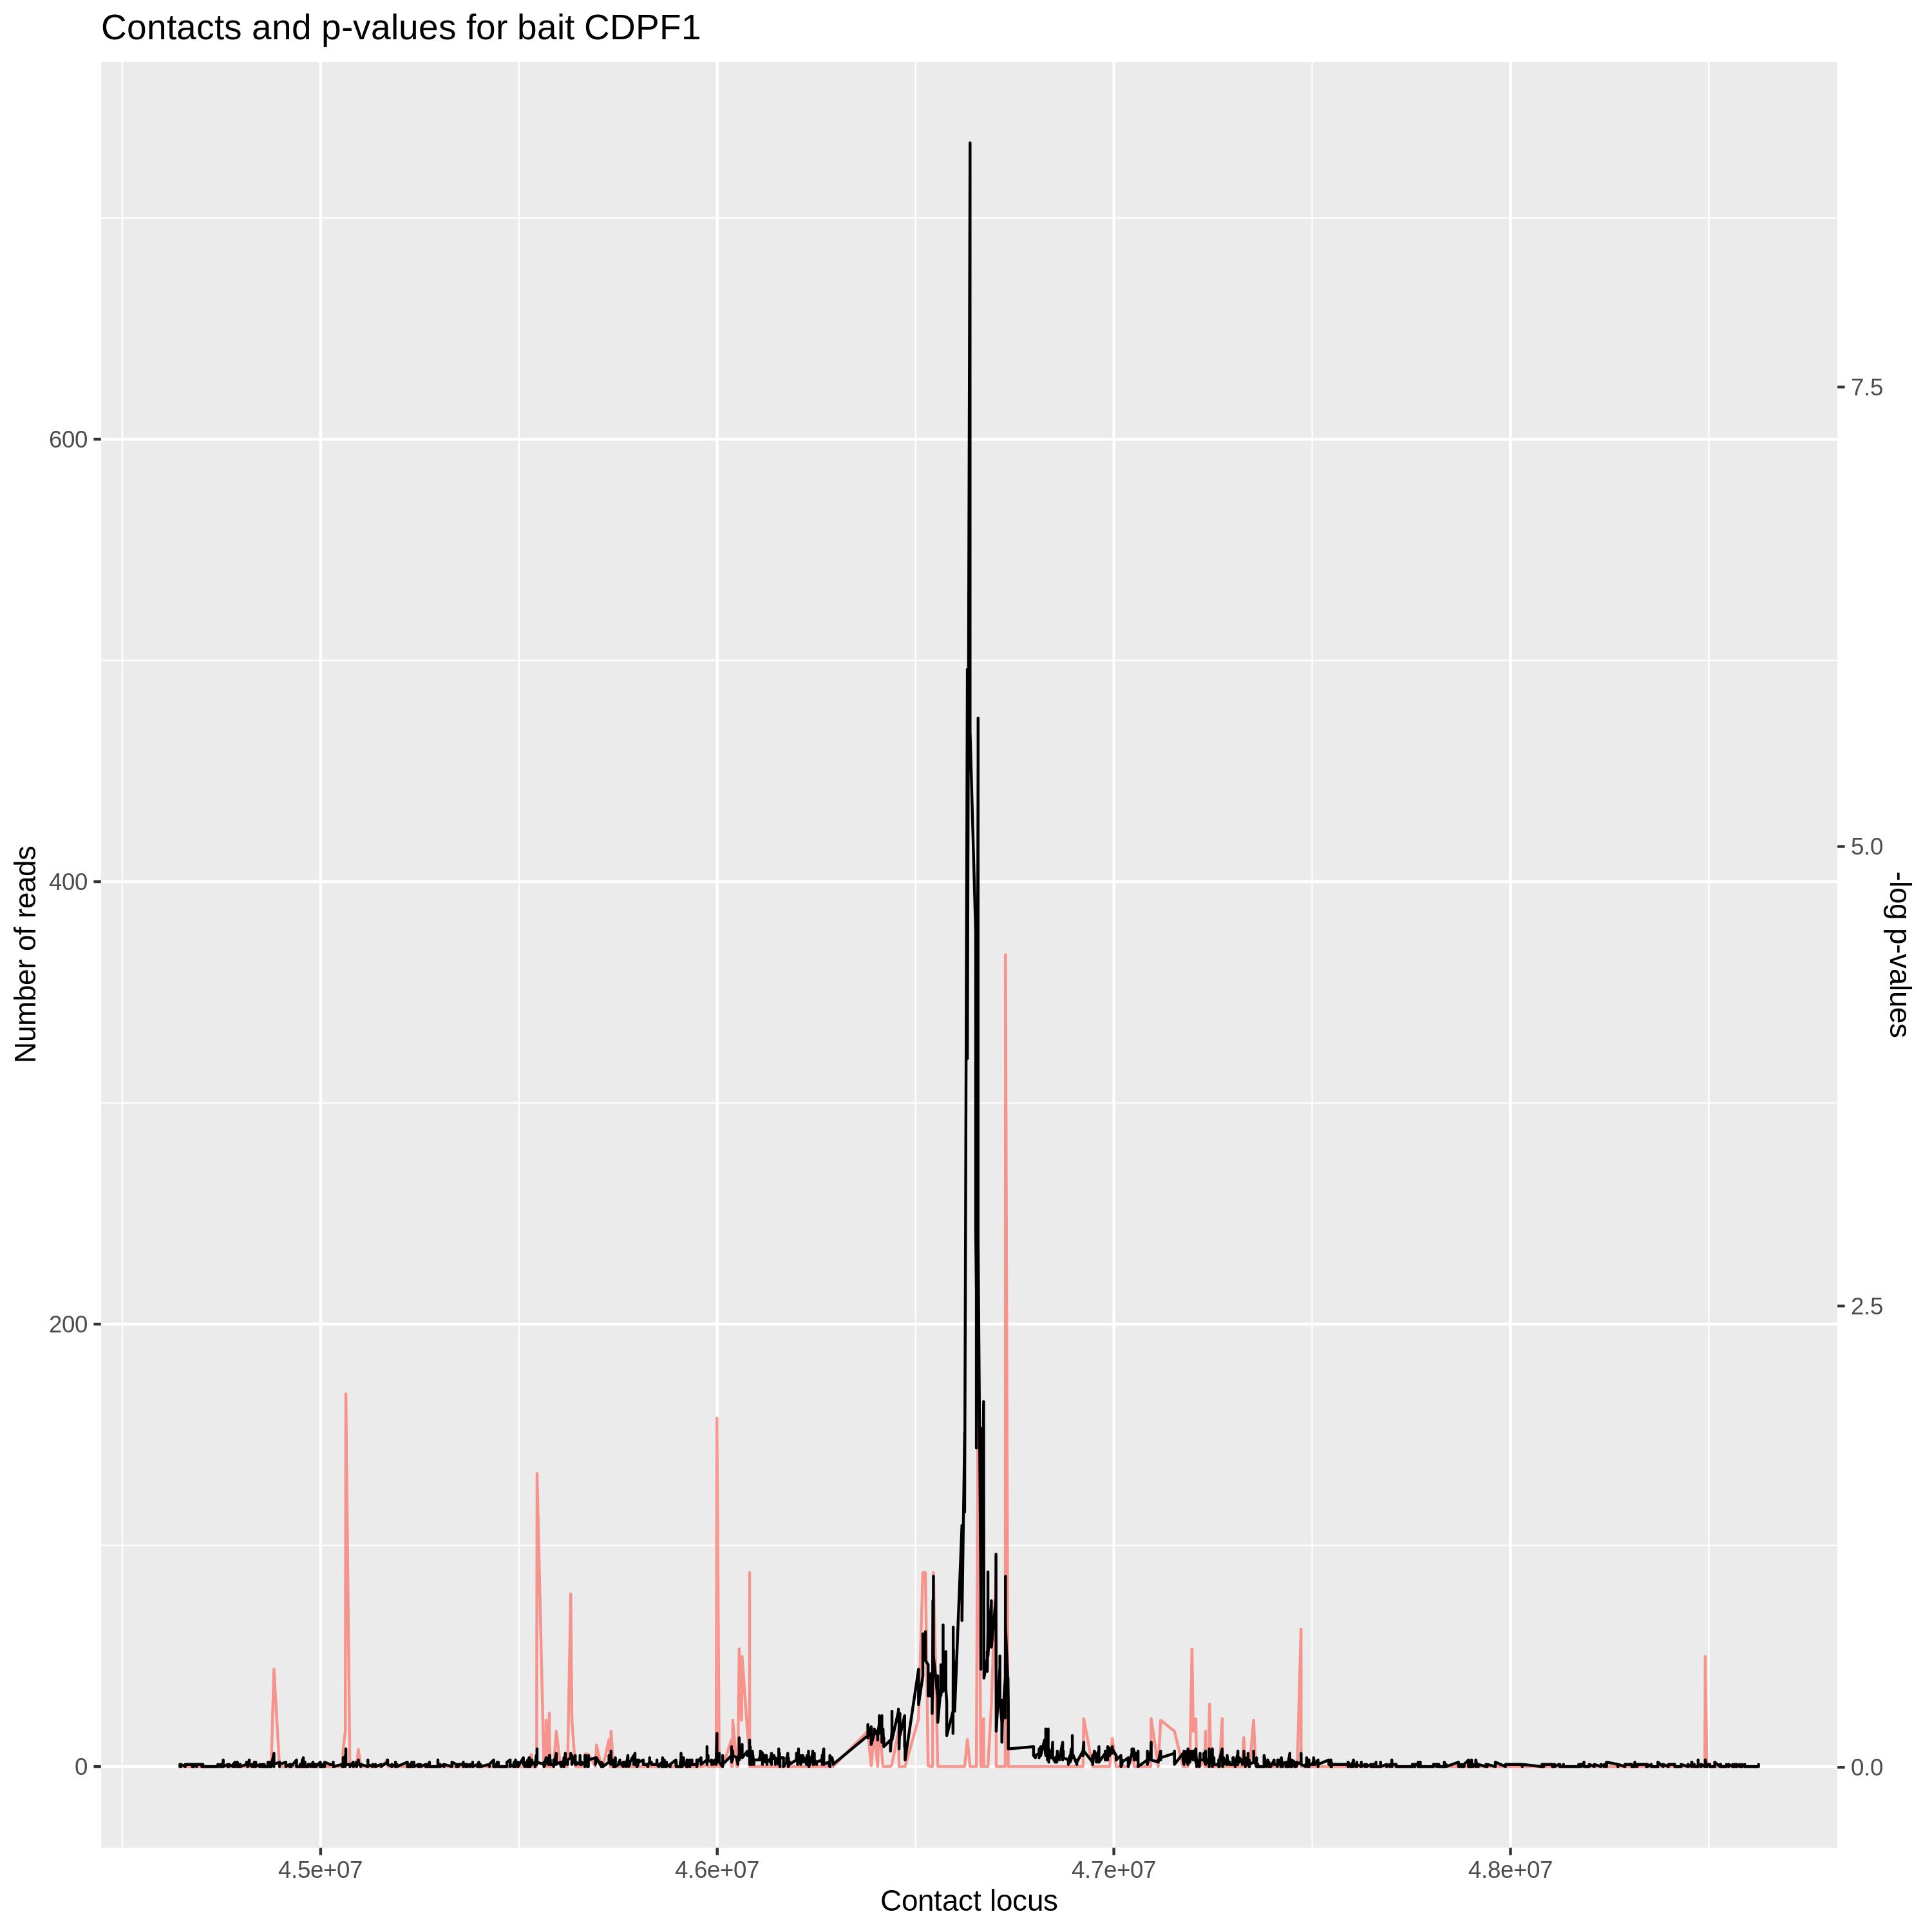 Contacts and p-values for bait CDPF1
600
400
200
0
7.5
5.0
2.5
0.0
Number of reads
-log p-values
4.5e+07
4.6e+07
4.7e+07
4.8e+07
Contact locus